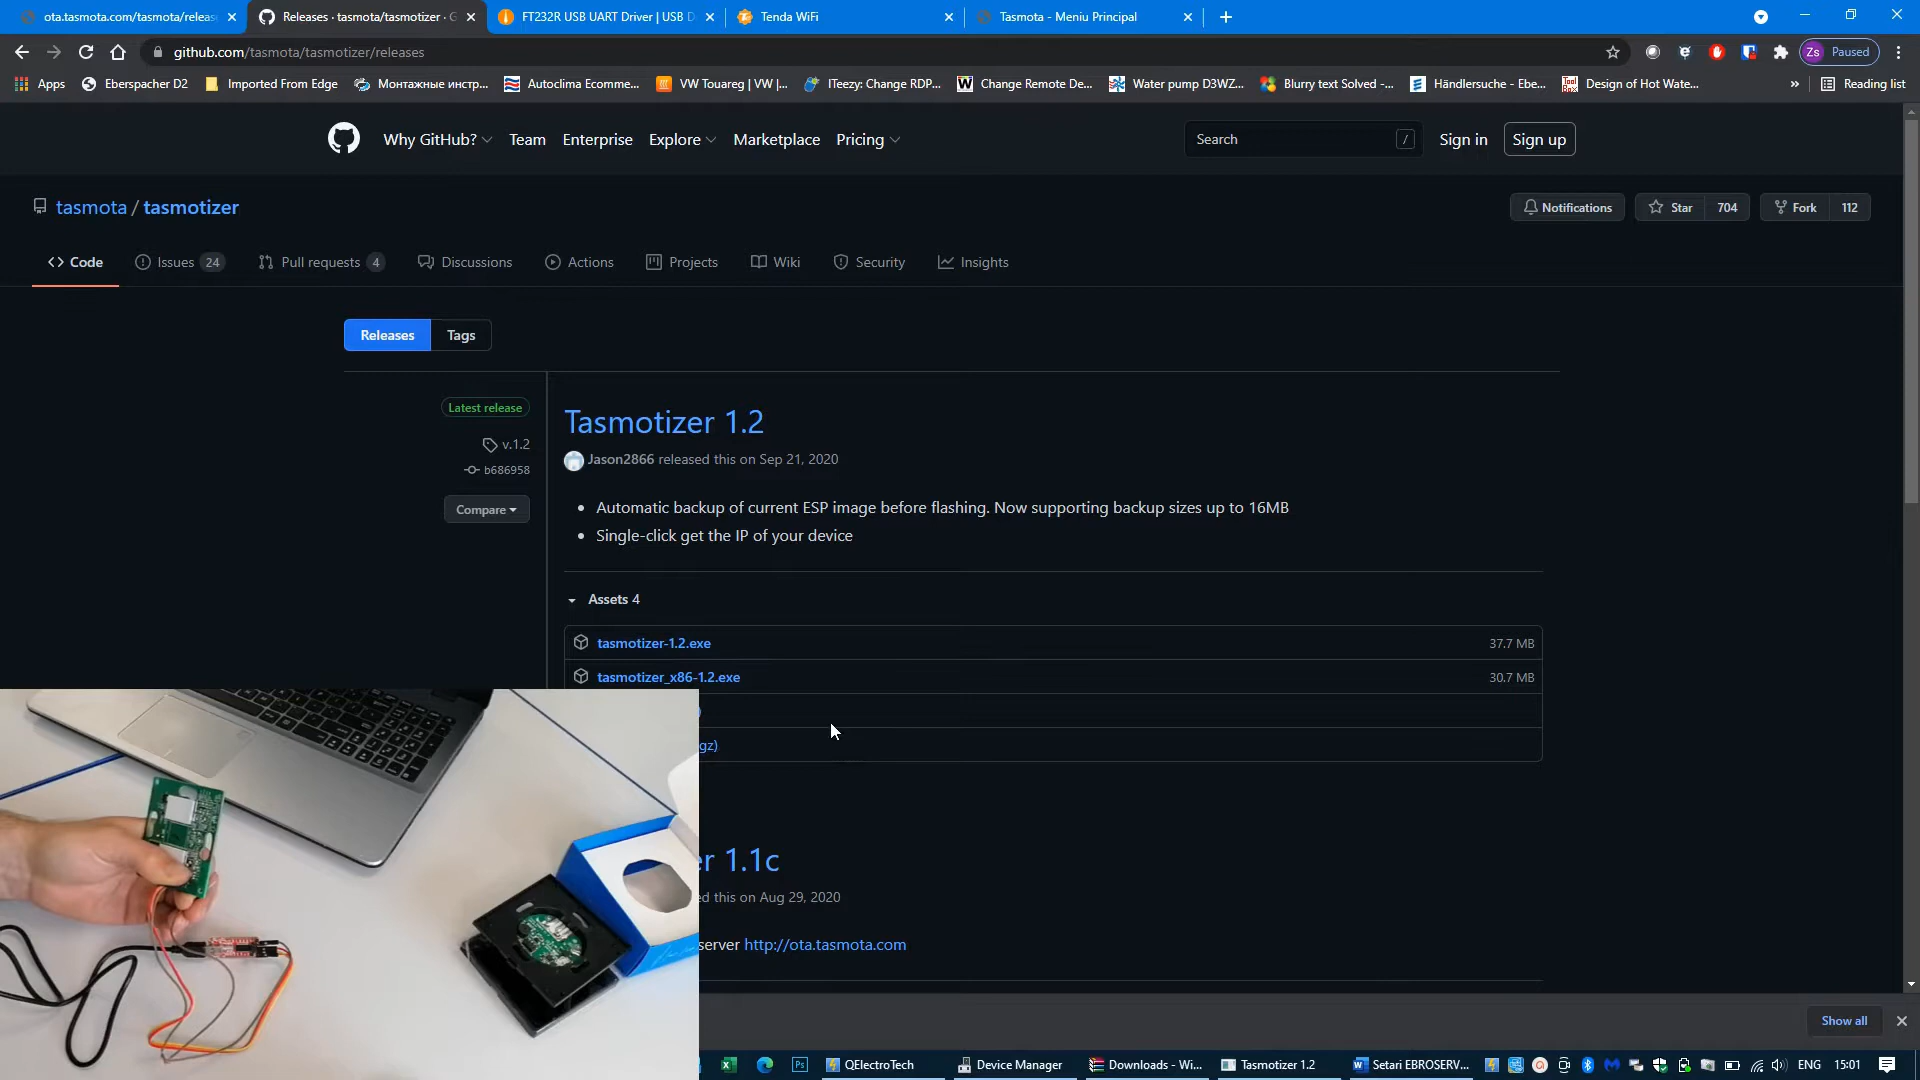 ota.tasmota.com/tasmota/releas
Releases · tasmota/tasmotizer · G
FT232R USB UART Driver | USB D
Tenda WiFi
Tasmota - Meniu Principal
github.com/tasmota/tasmotizer/releases
Zs Paused
Apps
Eberspacher D2
Imported From Edge
Монтажные инстр...
Autoclima Ecomme...
VW Touareg | VW |...
ITeezy: Change RDP...
Change Remote De...
Water pump D3WZ...
Blurry text Solved -...
Händlersuche - Ebe...
Design of Hot Wate...
»
Reading list
Why GitHub?
Team
Enterprise
Explore
Marketplace
Pricing
Search /
Sign in
Sign up
tasmota / tasmotizer
Notifications
Star 704
Fork 112
Code
Issues 24
Pull requests 4
Discussions
Actions
Projects
Wiki
Security
Insights
Releases
Tags
Latest release
v.1.2
b686958
Compare
Tasmotizer 1.2
Jason2866 released this on Sep 21, 2020
• Automatic backup of current ESP image before flashing. Now supporting backup sizes up to 16MB
• Single-click get the IP of your device
Assets 4
tasmotizer-1.2.exe 37.7 MB
tasmotizer_x86-1.2.exe 30.7 MB
)
gz)
er 1.1c
ed this on Aug 29, 2020
server http://ota.tasmota.com
Show all
QElectroTech
Device Manager
Downloads - Wi...
Tasmotizer 1.2
Setari EBROSERV...
ENG
15:01